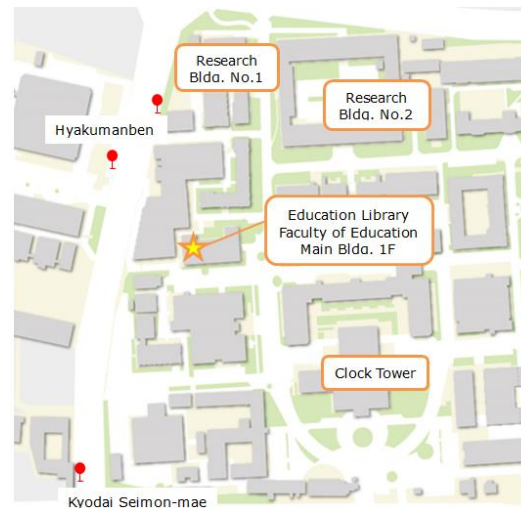 Research
Bldg. No.1
Research
Bldg. No.2
Hyakumanben
Education Library
Faculty of Education
Main Bldg. 1F
Clock Tower
Kyodai Seimon-mae